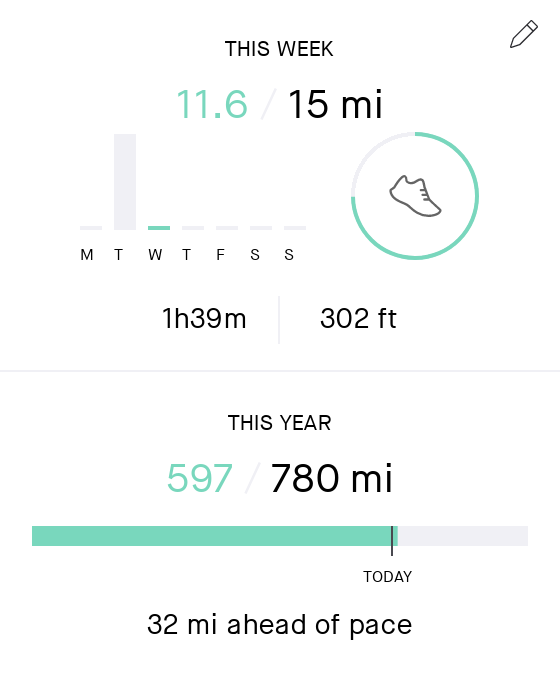 THIS WEEK
11.6 / 15 mi
M T W T F S S
1h39m 302 ft
THIS YEAR
597 / 780 mi
TODAY
32 mi ahead of pace